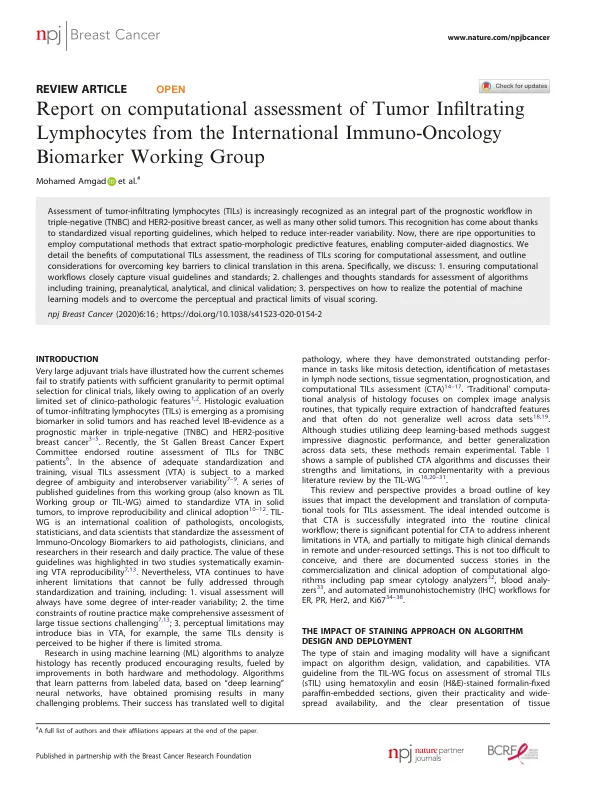 npj | Breast Cancer
www.nature.com/npjbcancer
REVIEW ARTICLE OPEN
Check for updates
Report on computational assessment of Tumor Infiltrating
Lymphocytes from the International Immuno-Oncology
Biomarker Working Group
Mohamed Amgad et al.#
Assessment of tumor-infiltrating lymphocytes (TILs) is increasingly recognized as an integral part of the prognostic workflow in
triple-negative (TNBC) and HER2-positive breast cancer, as well as many other solid tumors. This recognition has come about thanks
to standardized visual reporting guidelines, which helped to reduce inter-reader variability. Now, there are ripe opportunities to
employ computational methods that extract spatio-morphologic predictive features, enabling computer-aided diagnostics. We
detail the benefits of computational TILs assessment, the readiness of TILs scoring for computational assessment, and outline
considerations for overcoming key barriers to clinical translation in this arena. Specifically, we discuss: 1. ensuring computational
workflows closely capture visual guidelines and standards; 2. challenges and thoughts standards for assessment of algorithms
including training, preanalytical, analytical, and clinical validation; 3. perspectives on how to realize the potential of machine
learning models and to overcome the perceptual and practical limits of visual scoring.
npj Breast Cancer (2020)6:16 ; https://doi.org/10.1038/s41523-020-0154-2
INTRODUCTION
Very large adjuvant trials have illustrated how the current schemes
fail to stratify patients with sufficient granularity to permit optimal
selection for clinical trials, likely owing to application of an overly
limited set of clinico-pathologic features1,2. Histologic evaluation
of tumor-infiltrating lymphocytes (TILs) is emerging as a promising
biomarker in solid tumors and has reached level IB-evidence as a
prognostic marker in triple-negative (TNBC) and HER2-positive
breast cancer3–5. Recently, the St Gallen Breast Cancer Expert
Committee endorsed routine assessment of TILs for TNBC
patients6. In the absence of adequate standardization and
training, visual TILs assessment (VTA) is subject to a marked
degree of ambiguity and interobserver variability7–9. A series of
published guidelines from this working group (also known as TIL
Working group or TIL-WG) aimed to standardize VTA in solid
tumors, to improve reproducibility and clinical adoption10–12. TIL-
WG is an international coalition of pathologists, oncologists,
statisticians, and data scientists that standardize the assessment of
Immuno-Oncology Biomarkers to aid pathologists, clinicians, and
researchers in their research and daily practice. The value of these
guidelines was highlighted in two studies systematically examin-
ing VTA reproducibility7,13. Nevertheless, VTA continues to have
inherent limitations that cannot be fully addressed through
standardization and training, including: 1. visual assessment will
always have some degree of inter-reader variability; 2. the time
constraints of routine practice make comprehensive assessment of
large tissue sections challenging7,13; 3. perceptual limitations may
introduce bias in VTA, for example, the same TILs density is
perceived to be higher if there is limited stroma.
Research in using machine learning (ML) algorithms to analyze
histology has recently produced encouraging results, fueled by
improvements in both hardware and methodology. Algorithms
that learn patterns from labeled data, based on "deep learning"
neural networks, have obtained promising results in many
challenging problems. Their success has translated well to digital
pathology, where they have demonstrated outstanding perfor-
mance in tasks like mitosis detection, identification of metastases
in lymph node sections, tissue segmentation, prognostication, and
computational TILs assessment (CTA)14–17. 'Traditional' computa-
tional analysis of histology focuses on complex image analysis
routines, that typically require extraction of handcrafted features
and that often do not generalize well across data sets18,19.
Although studies utilizing deep learning-based methods suggest
impressive diagnostic performance, and better generalization
across data sets, these methods remain experimental. Table 1
shows a sample of published CTA algorithms and discusses their
strengths and limitations, in complementarity with a previous
literature review by the TIL-WG16,20–31.
This review and perspective provides a broad outline of key
issues that impact the development and translation of computa-
tional tools for TILs assessment. The ideal intended outcome is
that CTA is successfully integrated into the routine clinical
workflow; there is significant potential for CTA to address inherent
limitations in VTA, and partially to mitigate high clinical demands
in remote and under-resourced settings. This is not too difficult to
conceive, and there are documented success stories in the
commercialization and clinical adoption of computational algo-
rithms including pap smear cytology analyzers32, blood analy-
zers33, and automated immunohistochemistry (IHC) workflows for
ER, PR, Her2, and Ki6734–38.
THE IMPACT OF STAINING APPROACH ON ALGORITHM
DESIGN AND DEPLOYMENT
The type of stain and imaging modality will have a significant
impact on algorithm design, validation, and capabilities. VTA
guideline from the TIL-WG focus on assessment of stromal TILs
(sTIL) using hematoxylin and eosin (H&E)-stained formalin-fixed
paraffin-embedded sections, given their practicality and wide-
spread availability, and the clear presentation of tissue
#A full list of authors and their affiliations appears at the end of the paper.
Published in partnership with the Breast Cancer Research Foundation
npj nature partner
journals
BCRF